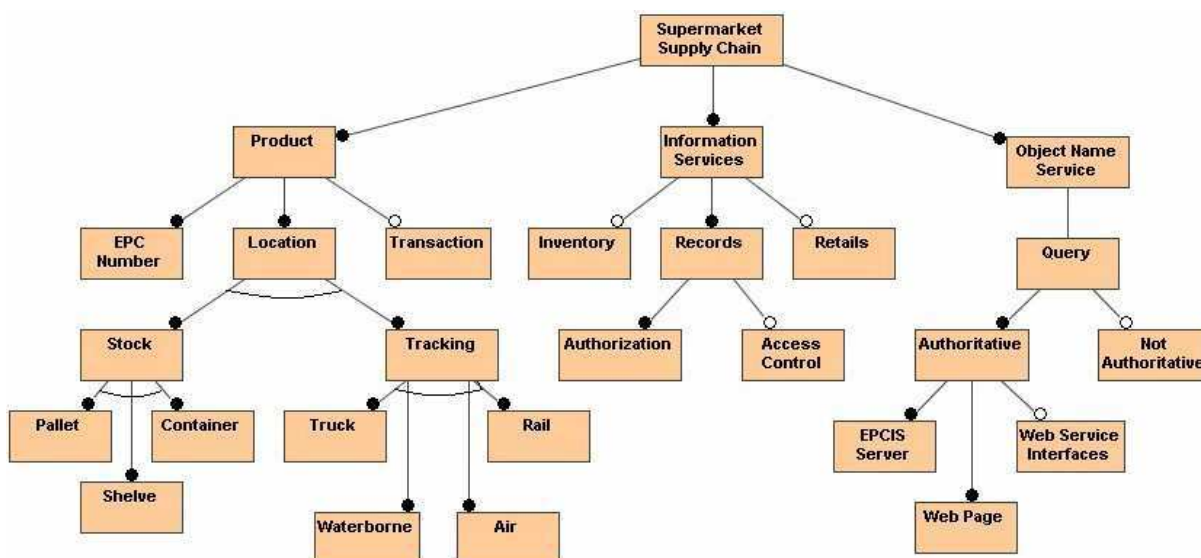 Supermarket
Supply Chain
Product
Information
Services
Object Name
Service
EPC
Number
Location
Transaction
Inventory
Records
Retails
Query
Stock
Tracking
Authorization
Access
Control
Authoritative
Not
Authoritative
Pallet
Container
Truck
Rail
EPCIS
Server
Web Service
Interfaces
Shelve
Waterborne
Air
Web Page